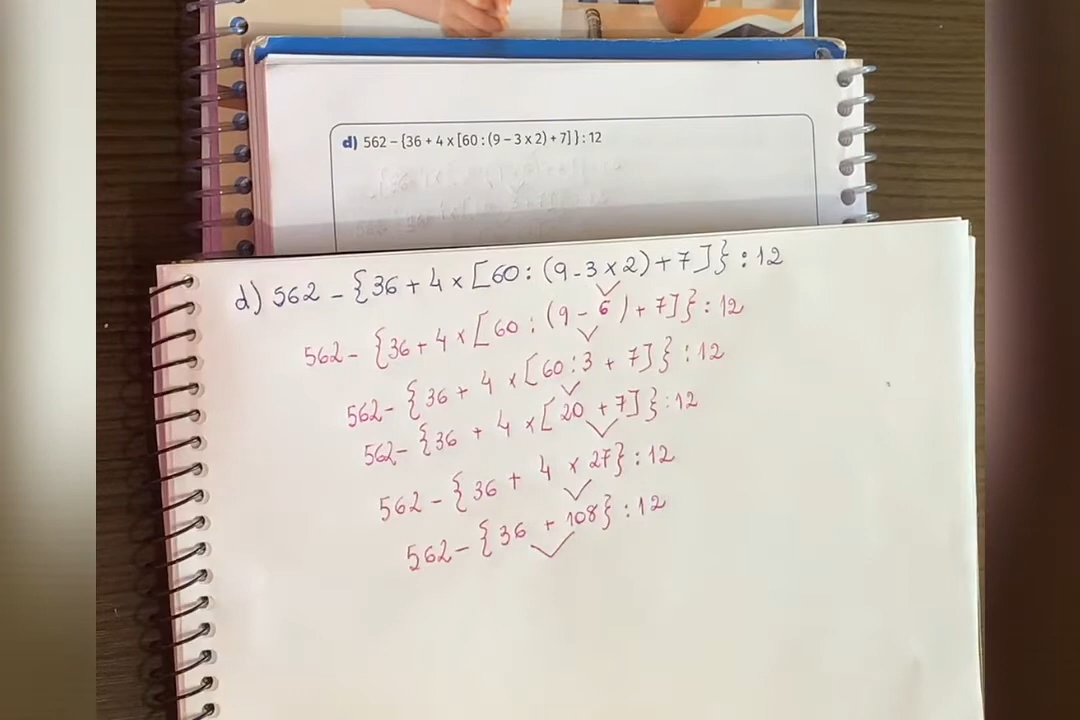 d) 562 – {36 + 4 x [60 : (9 – 3 x 2) + 7] } : 12
d) 562 - {36 + 4 x [60 : (9 - 3 x 2) + 7]} : 12
562 - {36 + 4 x [60 : (9 - 6) + 7]} : 12
562 - {36 + 4 x [60 : 3 + 7]} : 12
562 - {36 + 4 x [20 + 7]} : 12
562 - {36 + 4 x 27} : 12
562 - {36 + 108} : 12